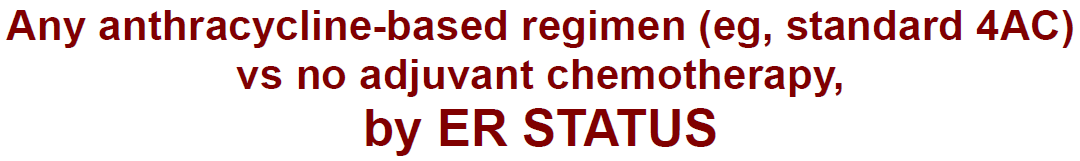 Any anthracycline-based regimen (eg, standard 4AC)
vs no adjuvant chemotherapy,
by ER STATUS